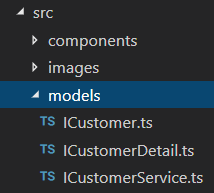 src
components
images
models
TS ICustomer.ts
TS ICustomerDetail.ts
TS ICustomerService.ts